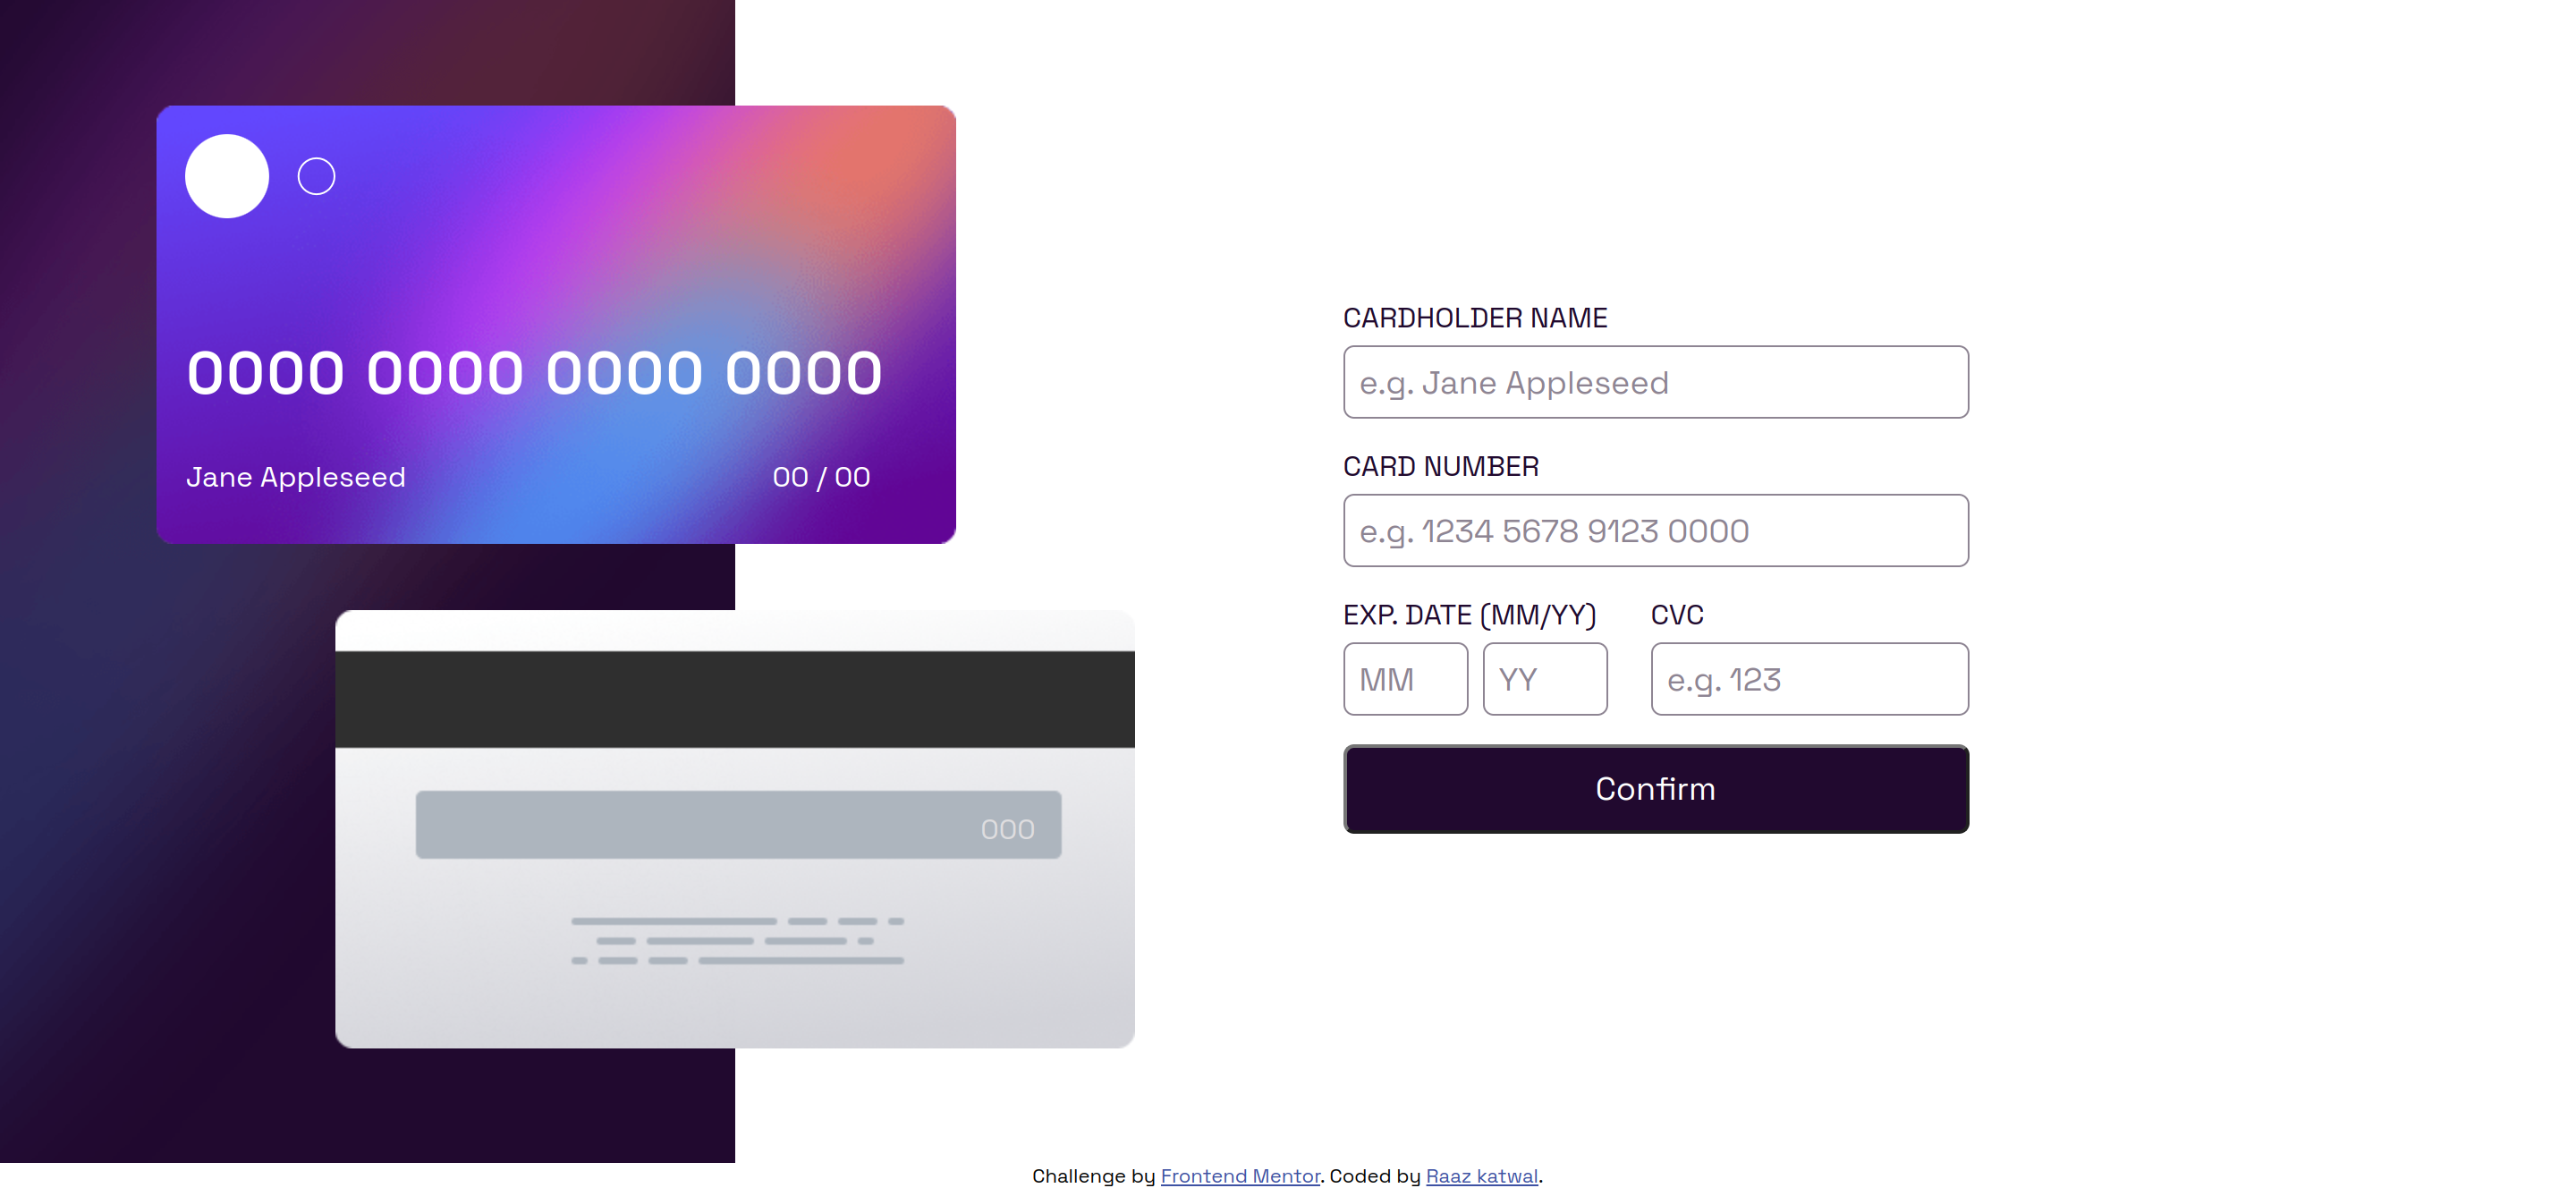 0000 0000 0000 0000
Jane Appleseed 00 / 00
000
CARDHOLDER NAME
e.g. Jane Appleseed
CARD NUMBER
e.g. 1234 5678 9123 0000
EXP. DATE (MM/YY) CVC
MM YY e.g. 123
Confirm
Challenge by Frontend Mentor. Coded by Raaz katwal.